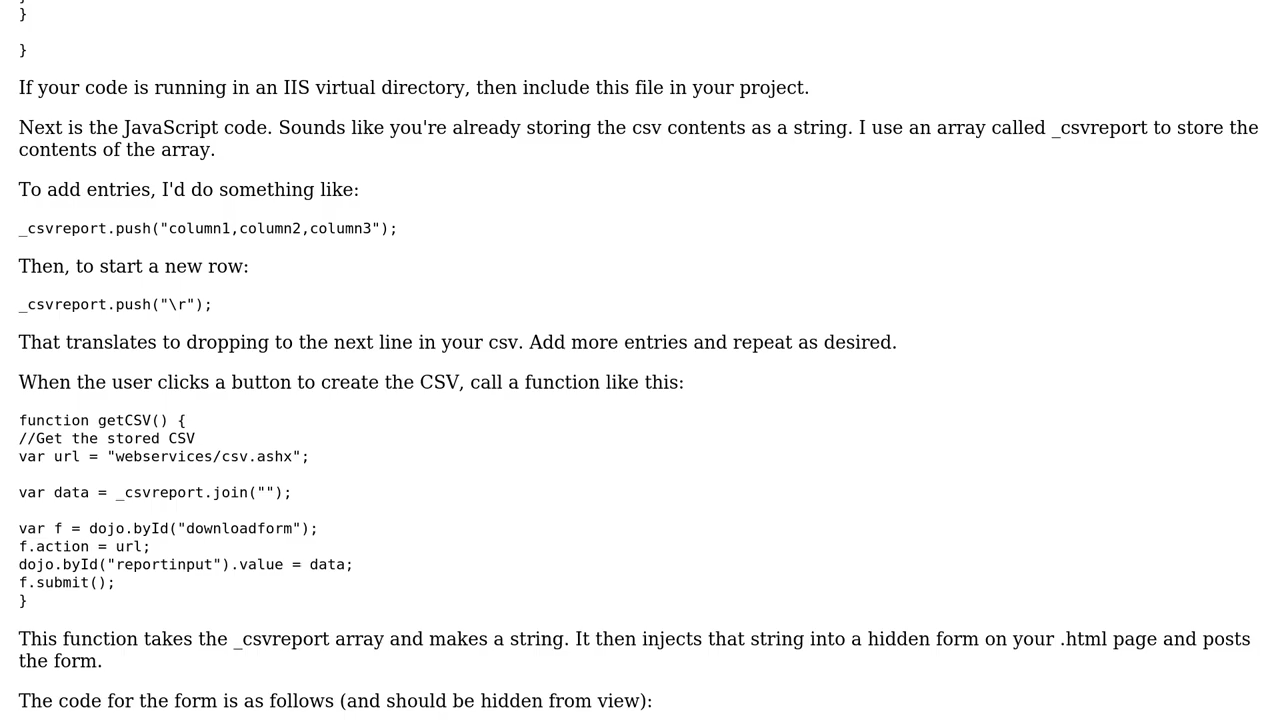 }
}
If your code is running in an IIS virtual directory, then include this file in your project.
Next is the JavaScript code. Sounds like you're already storing the csv contents as a string. I use an array called _csvreport to store the
contents of the array.
To add entries, I'd do something like:
_csvreport.push("column1,column2,column3");
Then, to start a new row:
_csvreport.push("\r");
That translates to dropping to the next line in your csv. Add more entries and repeat as desired.
When the user clicks a button to create the CSV, call a function like this:
function getCSV() {
//Get the stored CSV
var url = "webservices/csv.ashx";
var data = _csvreport.join("");
var f = dojo.byId("downloadform");
f.action = url;
dojo.byId("reportinput").value = data;
f.submit();
}
This function takes the _csvreport array and makes a string. It then injects that string into a hidden form on your .html page and posts
the form.
The code for the form is as follows (and should be hidden from view):